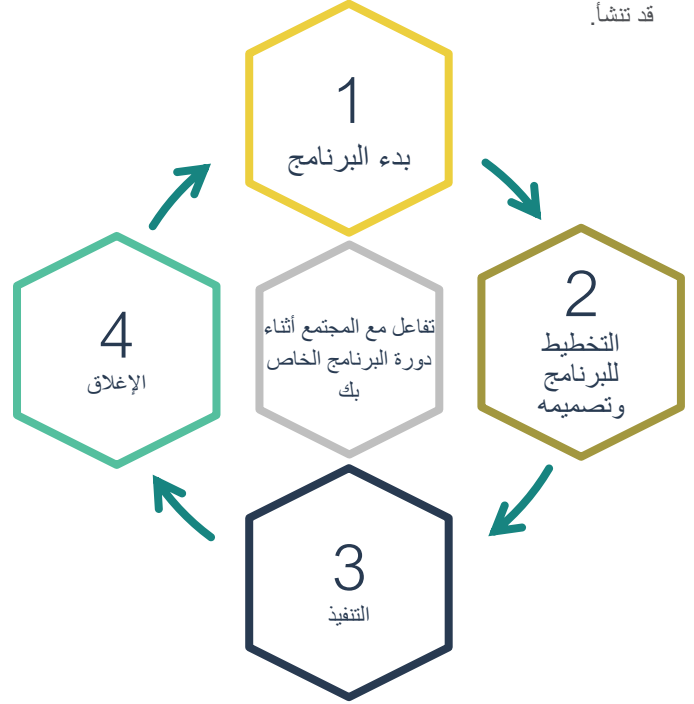 قد تنشأ.
1
بدء البرنامج
2
التخطيط
للبرنامج
وتصميمه
تفاعل مع المجتمع أثناء
دورة البرنامج الخاص
بك
4
الإغلاق
3
التنفيذ